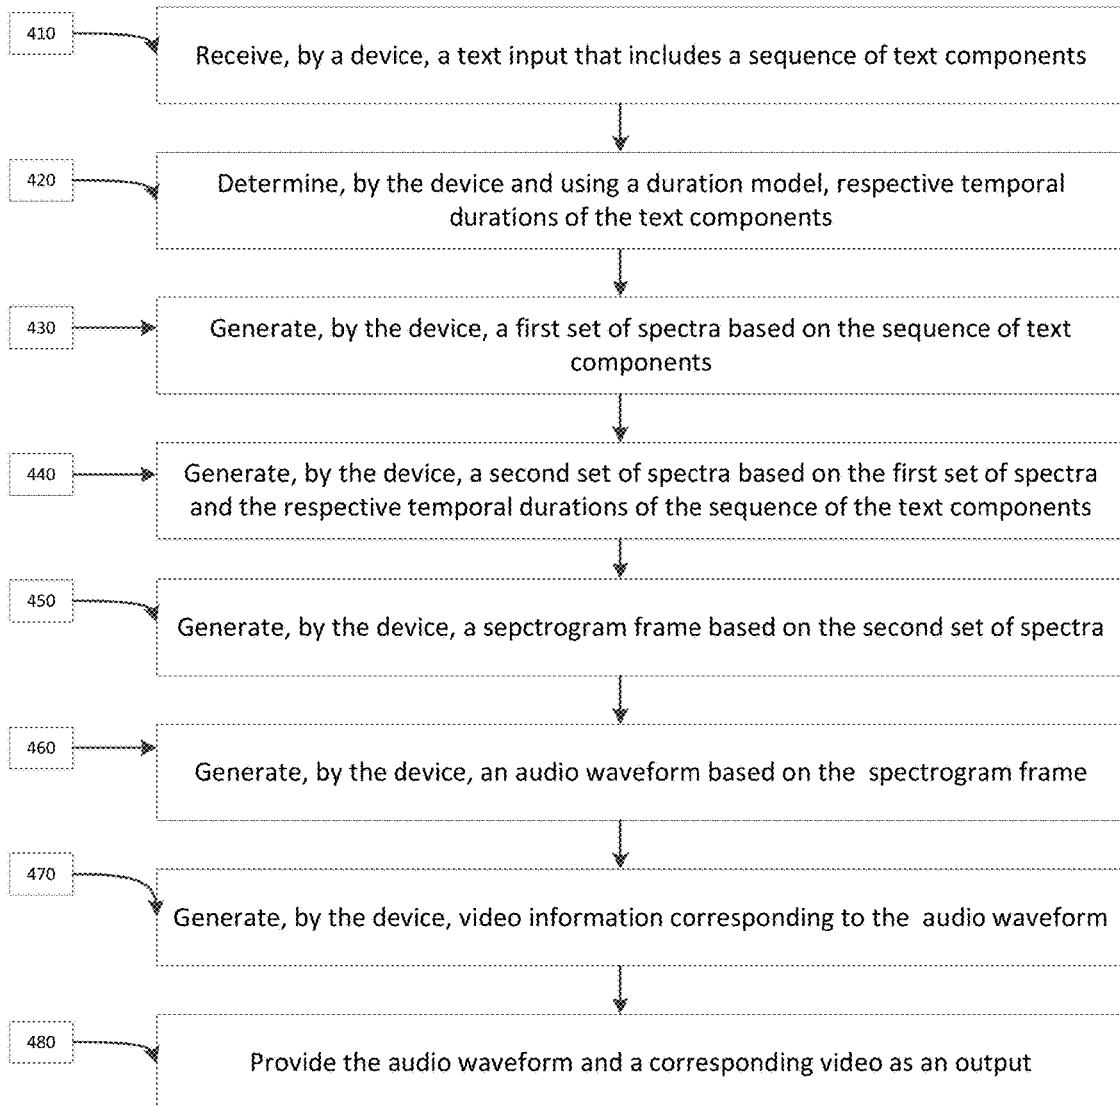 410
Receive, by a device, a text input that includes a sequence of text components
420
Determine, by the device and using a duration model, respective temporal
durations of the text components
430
Generate, by the device, a first set of spectra based on the sequence of text
components
440
Generate, by the device, a second set of spectra based on the first set of spectra
and the respective temporal durations of the sequence of the text components
450
Generate, by the device, a sepctrogram frame based on the second set of spectra
460
Generate, by the device, an audio waveform based on the spectrogram frame
470
Generate, by the device, video information corresponding to the audio waveform
480
Provide the audio waveform and a corresponding video as an output